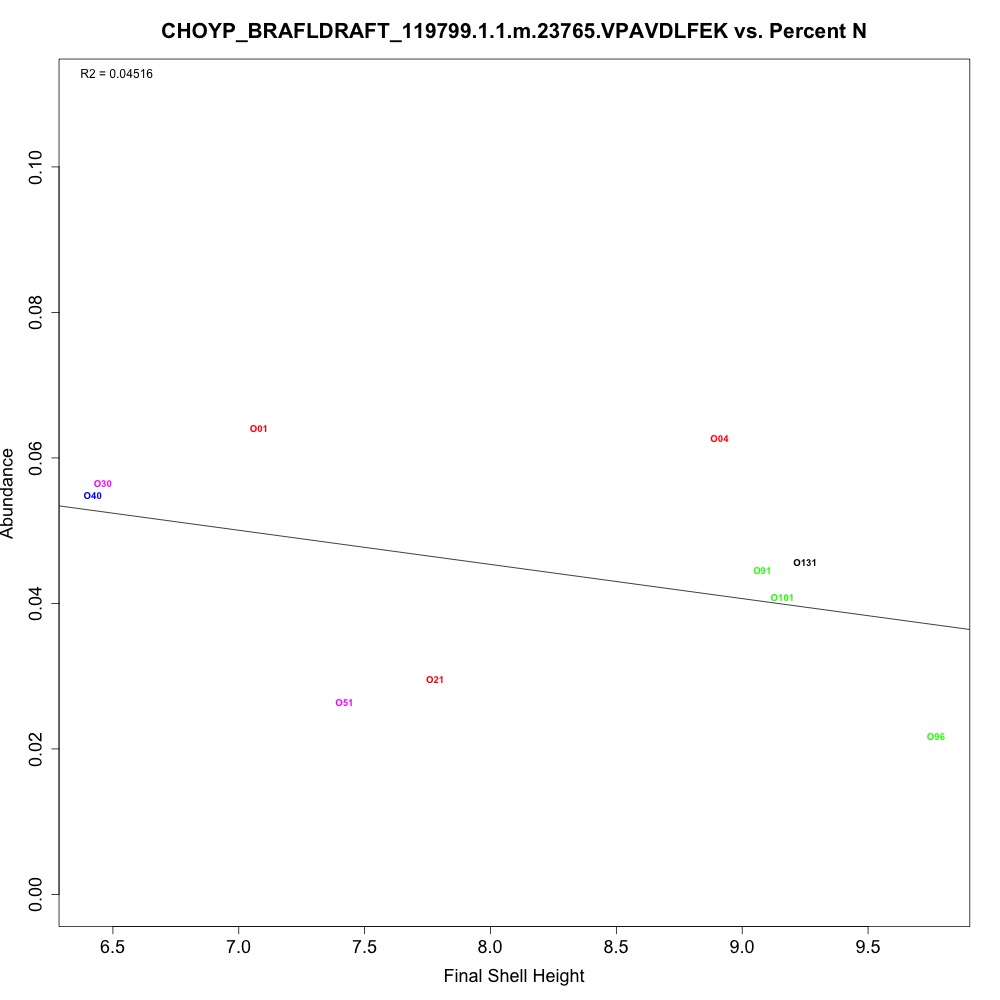 CHOYP_BRAFLDRAFT_119799.1.1.m.23765.VPAVDLFEK vs. Percent N
R2 = 0.04516
0.10
0.08
0.06
0.04
0.02
0.00
Abundance
O01
O04
O30
O40
O131
O91
O101
O21
O51
O96
6.5 7.0 7.5 8.0 8.5 9.0 9.5
Final Shell Height